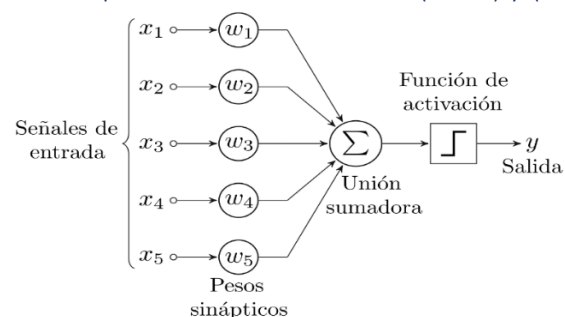 x1
w1
x2
w2
Señales de
entrada
x3
w3
Σ
Función de
activación
y
Salida
x4
w4
Unión
sumadora
x5
w5
Pesos
sinápticos